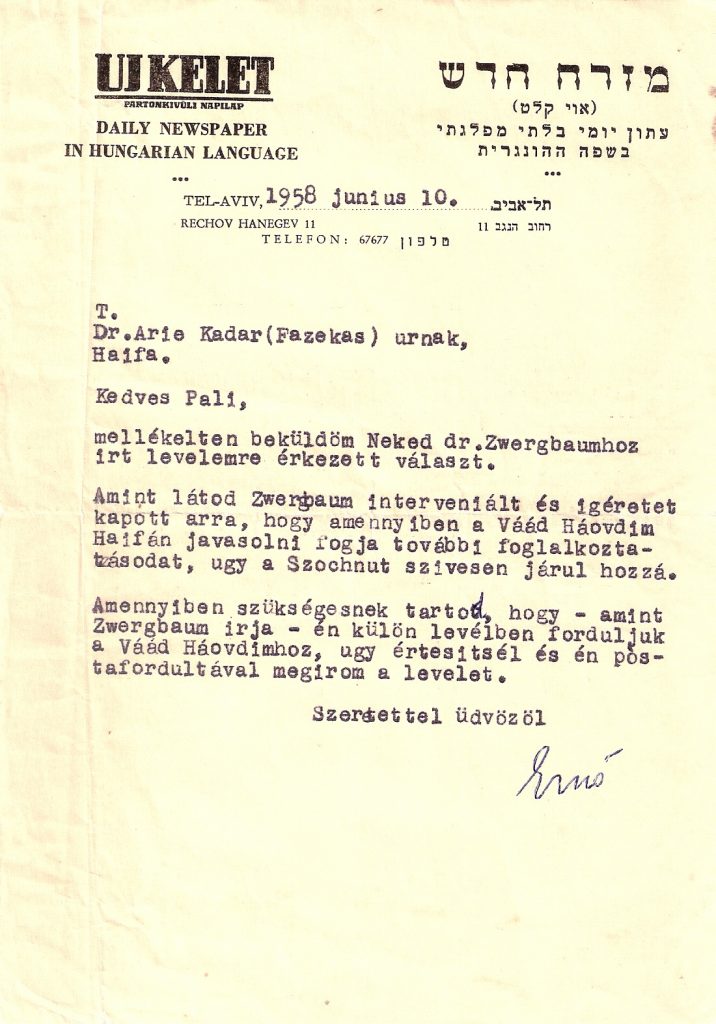 UJ KELET
PARTONKIVÜLI NAPILAP
DAILY NEWSPAPER
IN HUNGARIAN LANGUAGE
מזרח חדש
(אוי קלט)
עתון יומי בלתי מפלגתי
בשפה ההונגרית
TEL-AVIV, 1958 junius 10. תל־אביב,
RECHOV HANEGEV 11 רחוב הנגב 11
TELEFON: 67677 טלפון
T.
Dr.Arie Kadar(Fazekas) urnak,
Haifa.
Kedves Pali,
mellékelten beküldöm Neked dr.Zwergbaumhoz
irt levelemre érkezett választ.
Amint látod Zwergbaum interveniált és igéretet
kapott arra, hogy amennyiben a Váád Háovdim
Haifán javasolni fogja további foglalkozta-
tásodat, ugy a Szochnut szivesen járul hozzá.
Amennyiben szükségesnek tartod, hogy - amint
Zwergbaum irja - én külön levélben forduljuk
a Váád Háovdimhoz, ugy értesitsél és én pos-
tafordultával megirom a levelet.
Szeretettel üdvözöl
Ernő